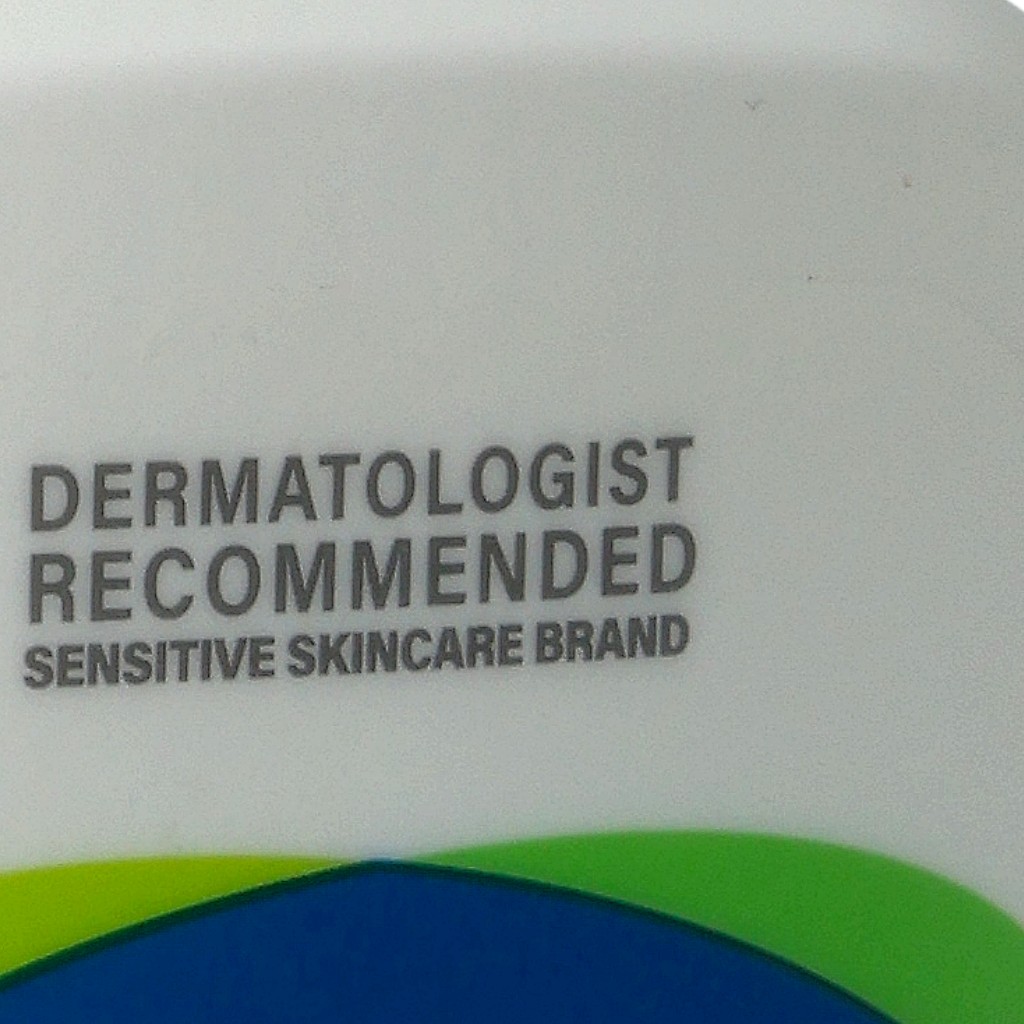 DERMATOLOGIST
RECOMMENDED
SENSITIVE SKINCARE BRAND